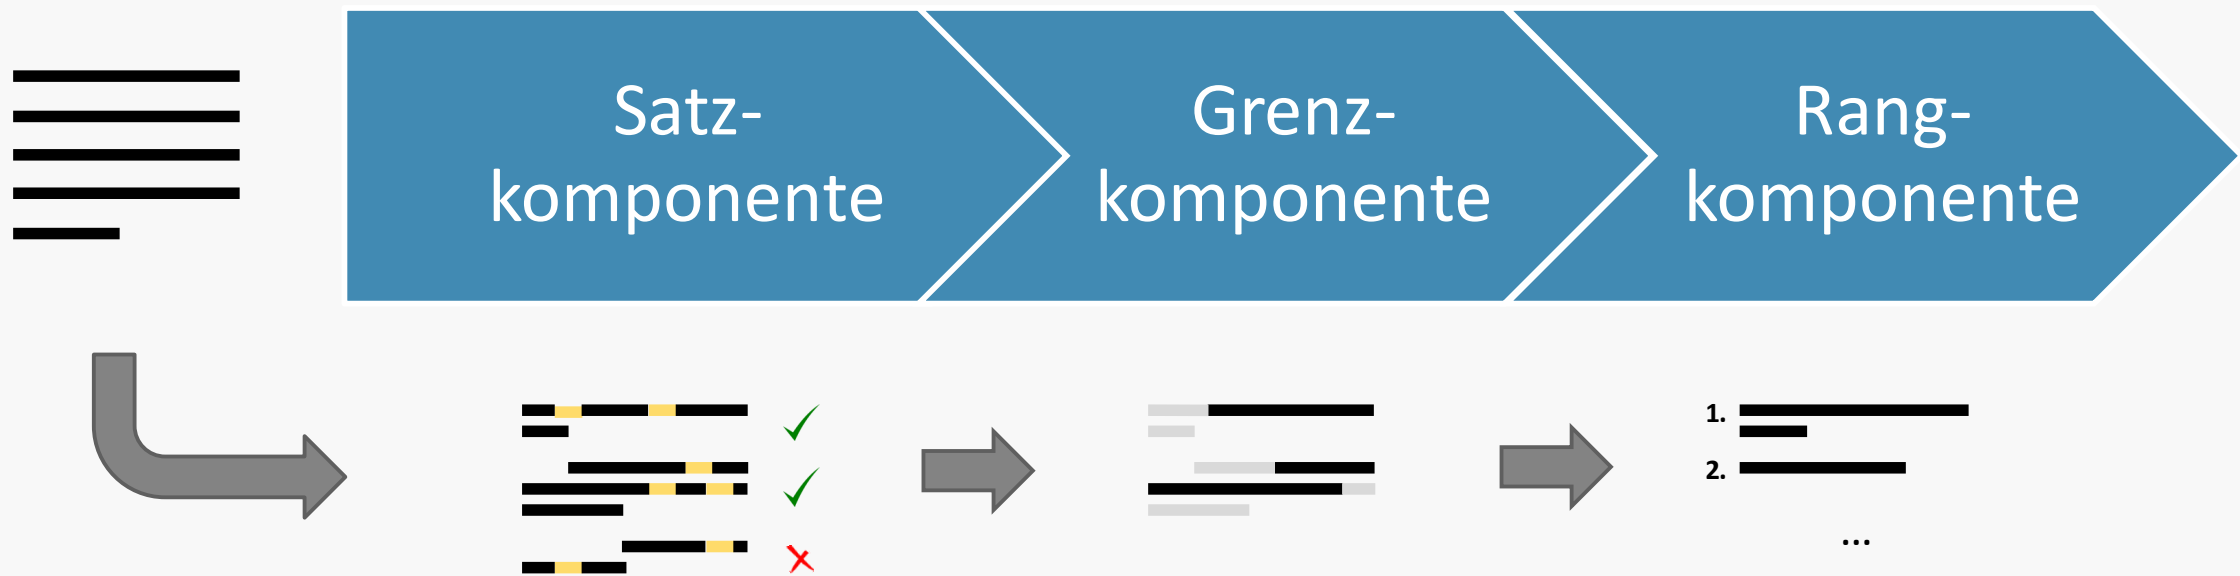 Satz-
komponente
Grenz-
komponente
Rang-
komponente
1.
2.
...